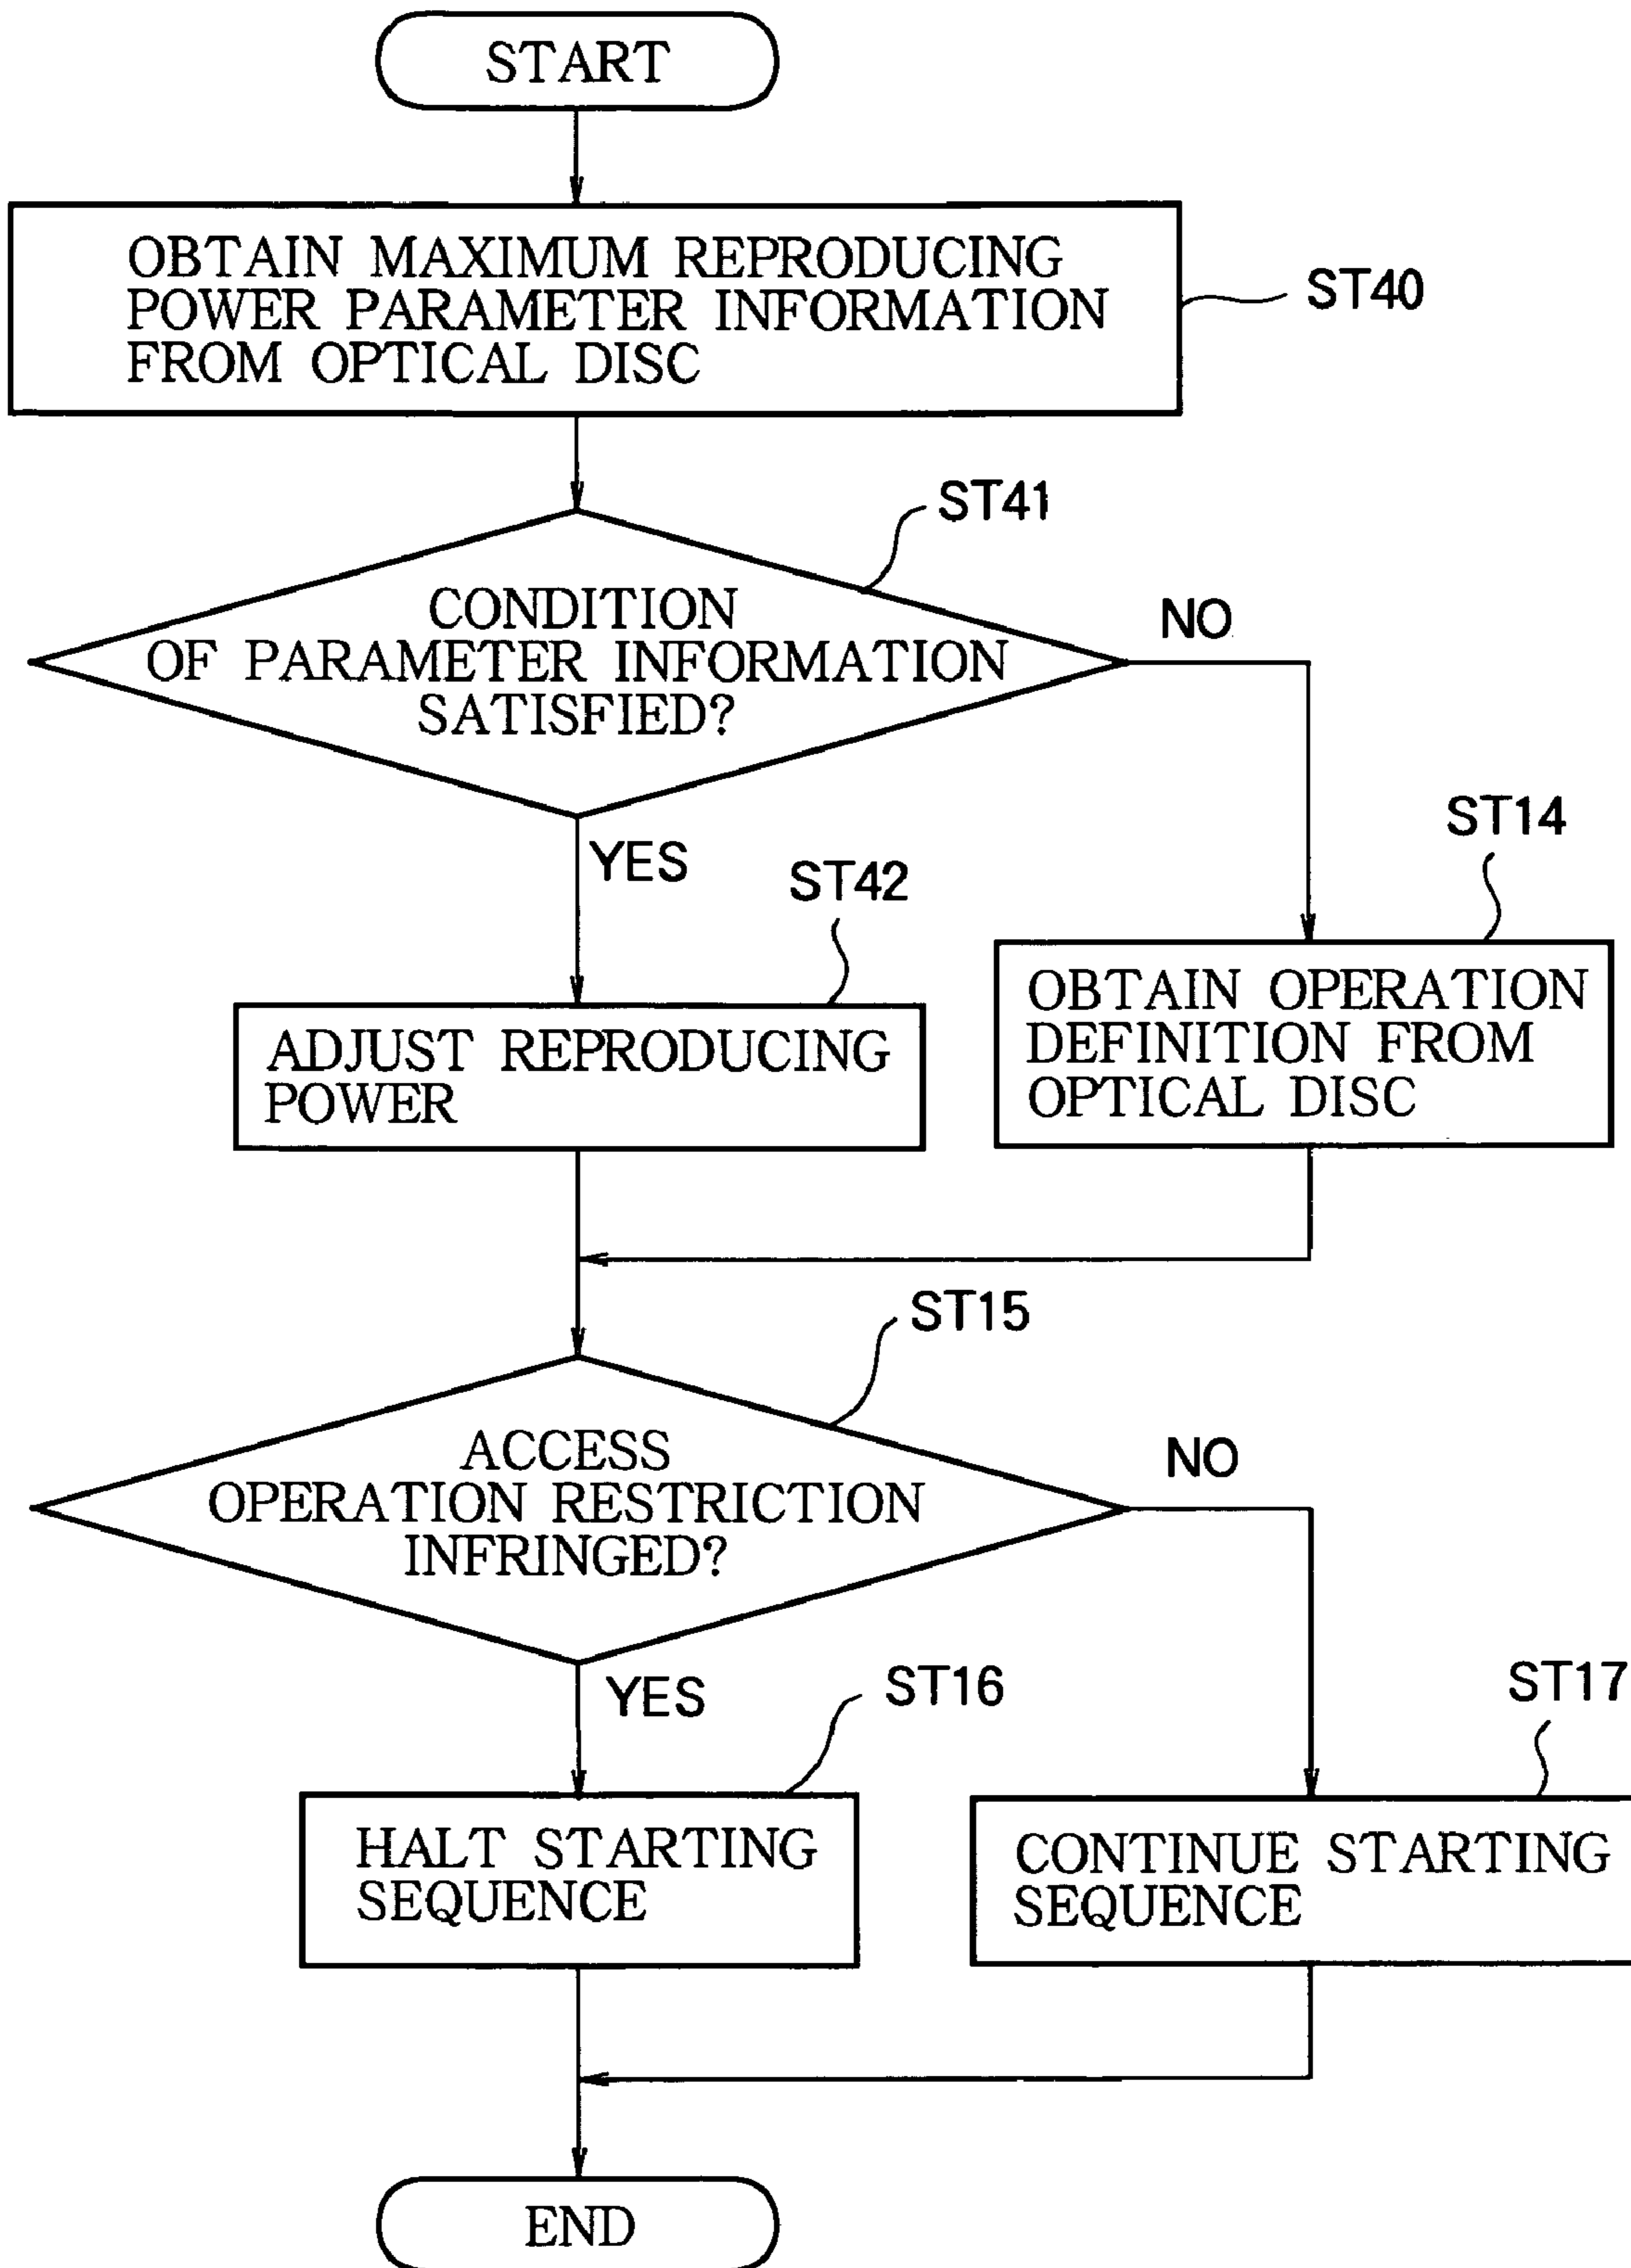 START
OBTAIN MAXIMUM REPRODUCING
POWER PARAMETER INFORMATION
FROM OPTICAL DISC
ST40
ST41
CONDITION
OF PARAMETER INFORMATION
SATISFIED?
NO
YES
ST42
ST14
ADJUST REPRODUCING
POWER
OBTAIN OPERATION
DEFINITION FROM
OPTICAL DISC
ST15
ACCESS
OPERATION RESTRICTION
INFRINGED?
NO
YES
ST16
ST17
HALT STARTING
SEQUENCE
CONTINUE STARTING
SEQUENCE
END